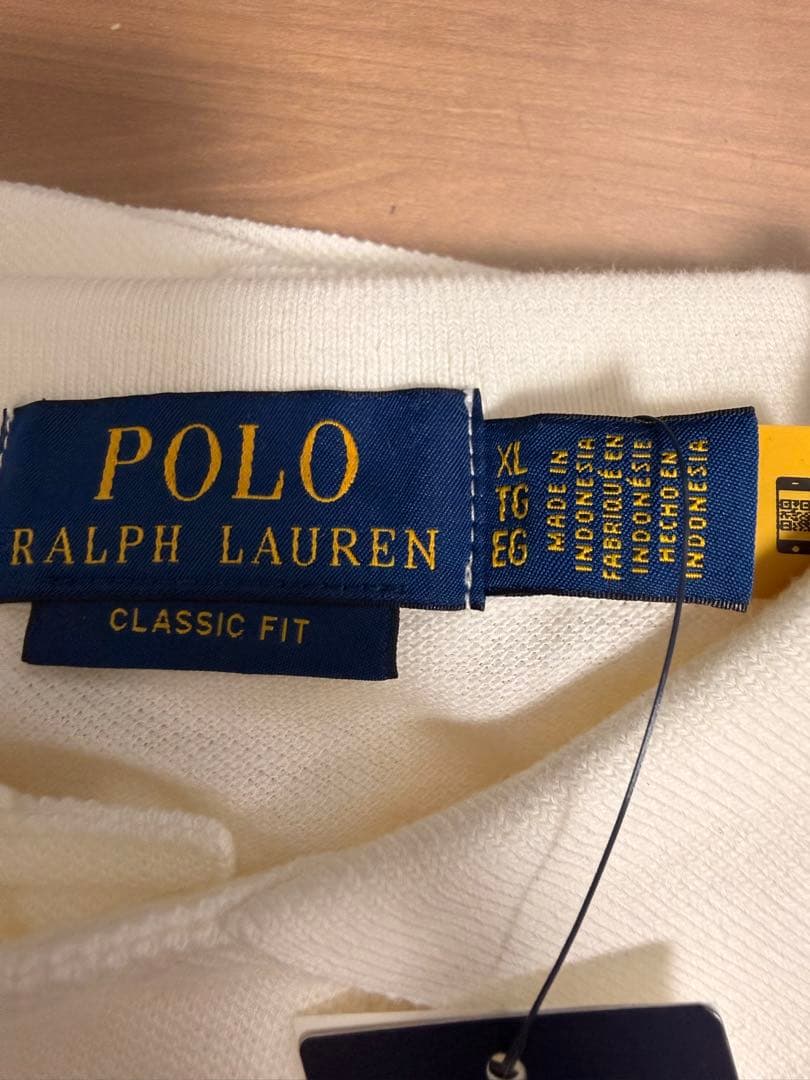 POLO
RALPH LAUREN
CLASSIC FIT
XL
TG
EG
MADE IN
INDONESIA
FABRIQUÉ EN
INDONÉSIE
HECHO EN
INDONESIA